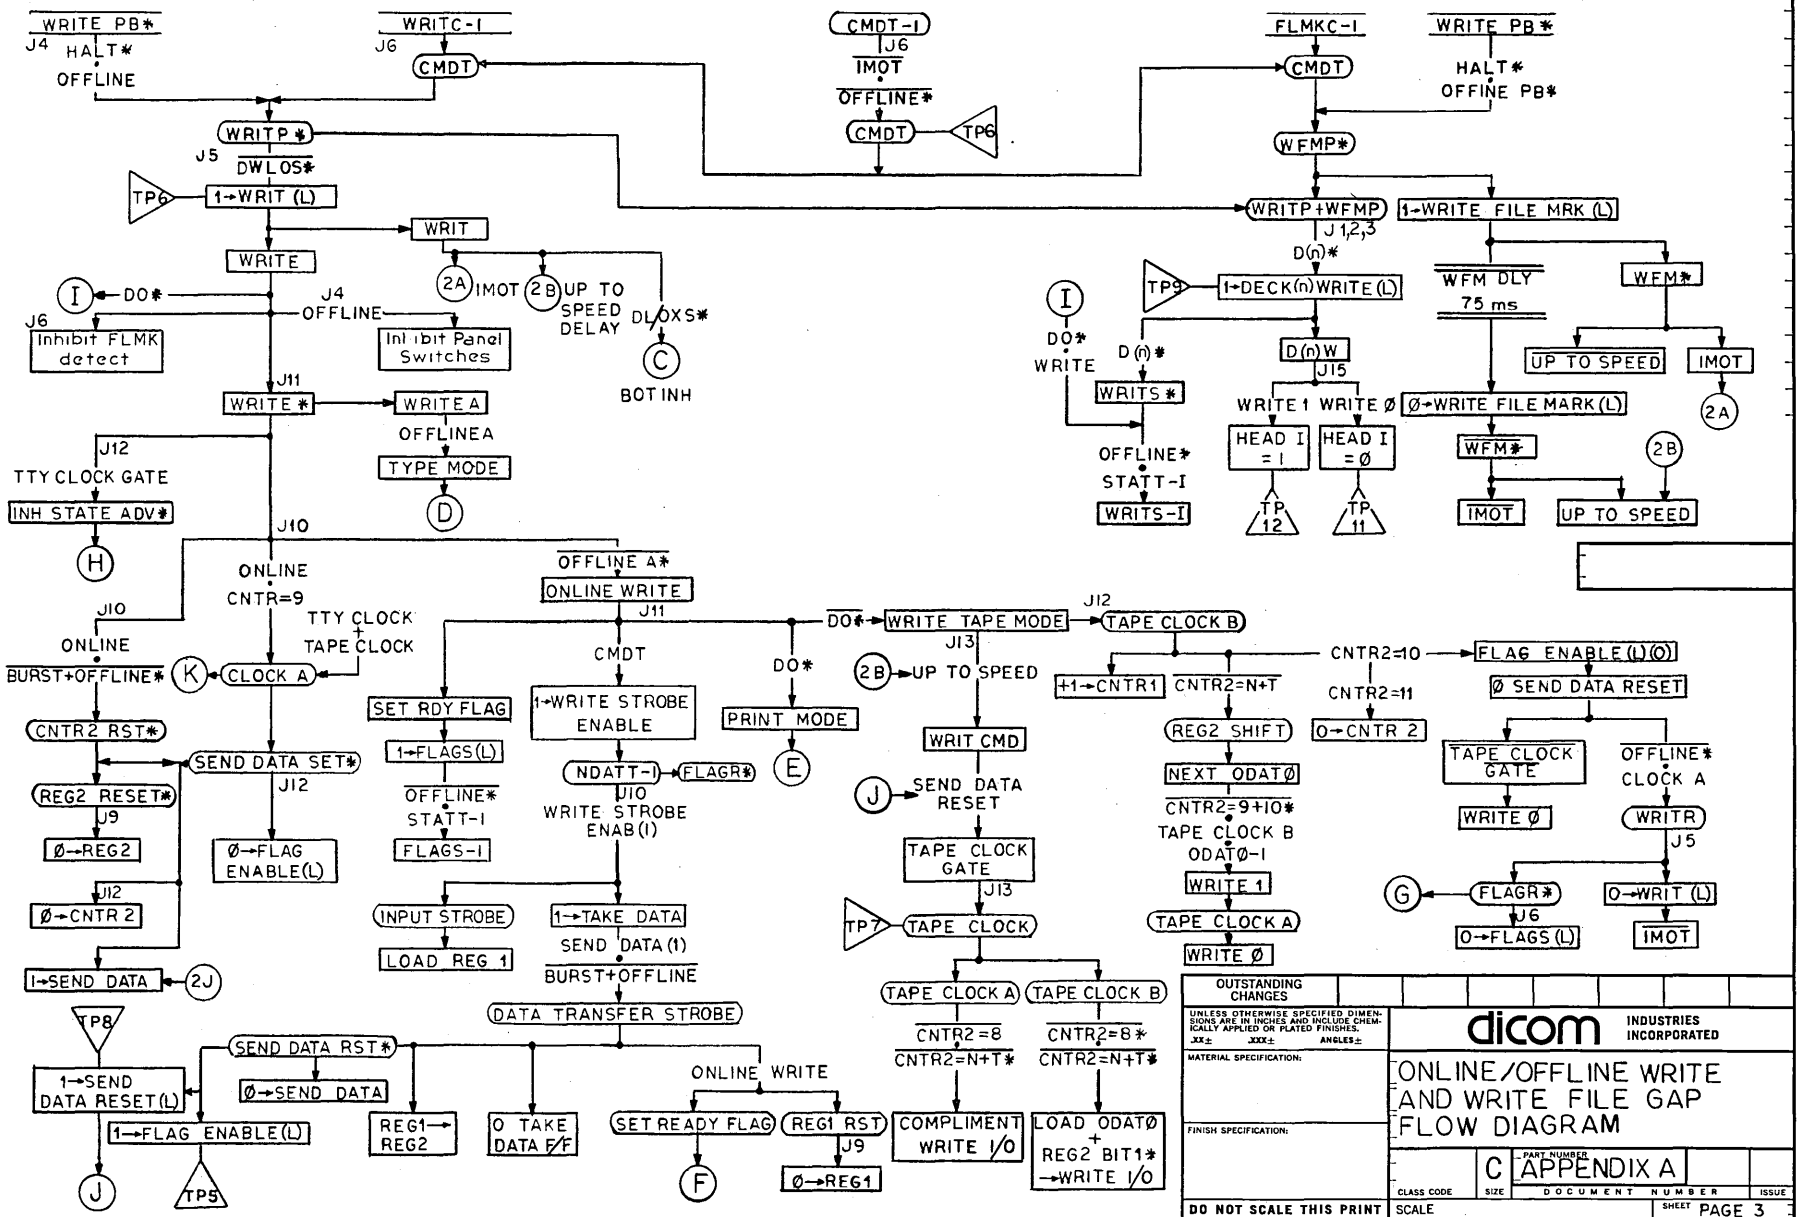 WRITE PB*
J4 HALT*
OFFLINE
WRITC-I
J6
CMDT
CMDT-I
J6
IMOT
OFFLINE*
CMDT
TP6
FLMKC-I
CMDT
WRITE PB*
HALT*
OFFINE PB*
WRITP*
J5
DWLOS*
TP6
1→WRIT (L)
WRIT
WRITE
2A
IMOT
2B
UP TO
SPEED
DELAY
DL/OXS*
C
BOT INH
I
DO*
J4
OFFLINE
J6
Inhibit FLMK
detect
Inhibit Panel
Switches
J11
WRITE*
WRITE A
OFFLINEA
TYPE MODE
D
J12
TTY CLOCK GATE
INH STATE ADV*
H
WFMP*
WRITP+WFMP
J 1,2,3
D(n)*
1→WRITE FILE MRK (L)
TP9
1→DECK(n) WRITE (L)
I
DO*
WRITE
D(n)*
WRITS*
OFFLINE*
STATT-I
WRITS-I
D(n)W
J15
WRITE 1
WRITE Ø
HEAD I
= 1
HEAD I
= Ø
TP
12
TP
11
WFM DLY
75 ms
WFM*
UP TO SPEED
IMOT
2A
Ø→WRITE FILE MARK (L)
WFM*
2B
IMOT
UP TO SPEED
J10
ONLINE
CNTR=9
J10
ONLINE
BURST+OFFLINE*
K
CLOCK A
TTY CLOCK
+
TAPE CLOCK
CNTR2 RST*
SEND DATA SET*
J12
REG2 RESET*
J9
Ø→REG2
Ø→FLAG
ENABLE(L)
J12
Ø→CNTR 2
1→SEND DATA
2J
OFFLINE A*
ONLINE WRITE
J11
SET RDY FLAG
1→FLAGS(L)
OFFLINE*
STATT-I
FLAGS-I
CMDT
1→WRITE STROBE
ENABLE
NDATT-I
FLAGR*
J10
WRITE STROBE
ENAB(1)
DO*
PRINT MODE
E
INPUT STROBE
LOAD REG 1
1→TAKE DATA
SEND DATA (1)
BURST+OFFLINE
DATA TRANSFER STROBE
DO*
WRITE TAPE MODE
J12
TAPE CLOCK B
J13
2B
UP TO SPEED
WRIT CMD
J
SEND DATA
RESET
TAPE CLOCK
GATE
J13
TP7
TAPE CLOCK
TAPE CLOCK A
CNTR2=8
CNTR2=N+T*
COMPLIMENT
WRITE 1/O
TAPE CLOCK B
CNTR2=8*
CNTR2=N+T*
LOAD ODATØ
+
REG2 BIT1*
→WRITE 1/O
+1→CNTR1
CNTR2=N+T
REG2 SHIFT
NEXT ODATØ
CNTR2=9+10*
TAPE CLOCK B
ODATØ-1
WRITE 1
TAPE CLOCK A
WRITE Ø
CNTR2=10
CNTR2=11
O→CNTR 2
FLAG ENABLE (L)(O)
Ø SEND DATA RESET
TAPE CLOCK
GATE
WRITE Ø
OFFLINE*
CLOCK A
WRITR
J5
G
FLAGR*
J6
O→FLAGS (L)
O→WRIT (L)
IMOT
TP8
1→SEND
DATA RESET(L)
J
SEND DATA RST*
Ø→SEND DATA
1→FLAG ENABLE(L)
TP5
REG1→
REG2
O TAKE
DATA F/F
ONLINE WRITE
SET READY FLAG
F
REG1 RST
J9
Ø→REG1
OUTSTANDING
CHANGES
UNLESS OTHERWISE SPECIFIED DIMEN-
SIONS ARE IN INCHES AND INCLUDE CHEM-
ICALLY APPLIED OR PLATED FINISHES.
.XX± .XXX± ANGLES±
MATERIAL SPECIFICATION:
FINISH SPECIFICATION:
DO NOT SCALE THIS PRINT
dicom INDUSTRIES
INCORPORATED
ONLINE/OFFLINE WRITE
AND WRITE FILE GAP
FLOW DIAGRAM
CLASS CODE
C
SIZE
PART NUMBER
APPENDIX A
DOCUMENT NUMBER
ISSUE
SCALE
SHEET PAGE 3